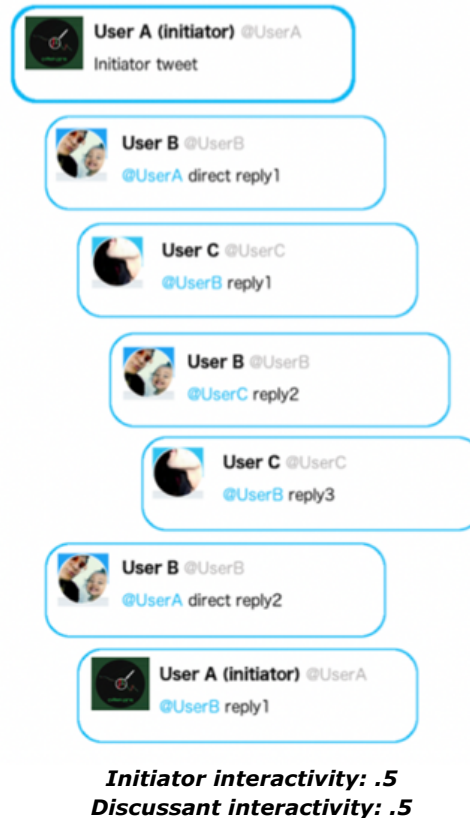 User A (initiator) @UserA
Initiator tweet
User B @UserB
@UserA direct reply1
User C @UserC
@UserB reply1
User B @UserB
@UserC reply2
User C @UserC
@UserB reply3
User B @UserB
@UserA direct reply2
User A (initiator) @UserA
@UserB reply1
Initiator interactivity: .5
Discussant interactivity: .5